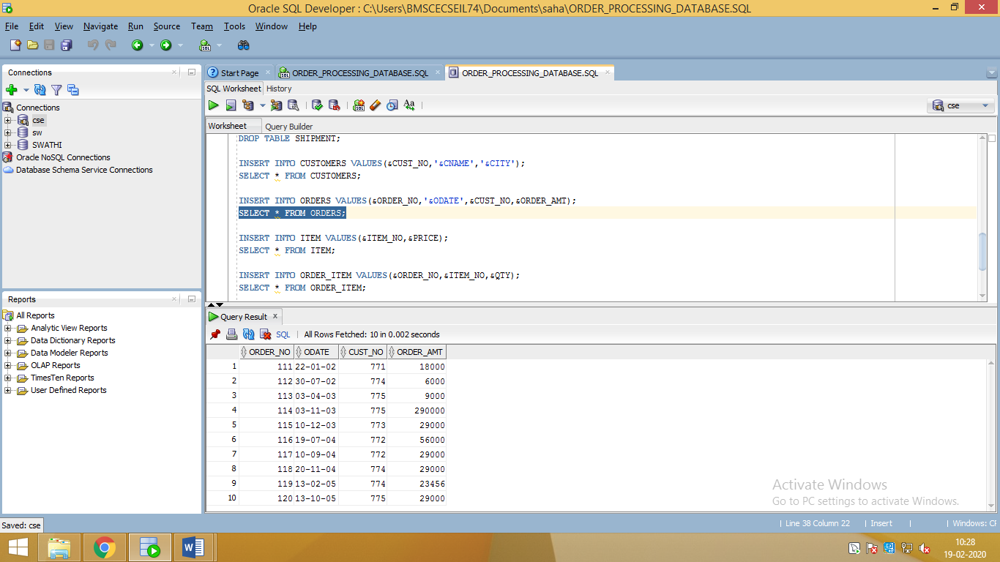 Oracle SQL Developer : C:\Users\BMSCECSEIL74\Documents\saha\ORDER_PROCESSING_DATABASE.SQL
File Edit View Navigate Run Source Team Tools Window Help
Connections
Connections
cse
sw
SWATHI
Oracle NoSQL Connections
Database Schema Service Connections
Reports
All Reports
Analytic View Reports
Data Dictionary Reports
Data Modeler Reports
OLAP Reports
TimesTen Reports
User Defined Reports
Start Page ORDER_PROCESSING_DATABASE.SQL ORDER_PROCESSING_DATABASE.SQL
SQL Worksheet History
cse
Worksheet Query Builder
DROP TABLE SHIPMENT;
INSERT INTO CUSTOMERS VALUES(&CUST_NO,'&CNAME','&CITY');
SELECT * FROM CUSTOMERS;
INSERT INTO ORDERS VALUES(&ORDER_NO,'&ODATE',&CUST_NO,&ORDER_AMT);
SELECT * FROM ORDERS;
INSERT INTO ITEM VALUES(&ITEM_NO,&PRICE);
SELECT * FROM ITEM;
INSERT INTO ORDER_ITEM VALUES(&ORDER_NO,&ITEM_NO,&QTY);
SELECT * FROM ORDER_ITEM;
Query Result
SQL | All Rows Fetched: 10 in 0.002 seconds
ORDER_NO ODATE CUST_NO ORDER_AMT
1 111 22-01-02 771 18000
2 112 30-07-02 774 6000
3 113 03-04-03 775 9000
4 114 03-11-03 775 290000
5 115 10-12-03 773 29000
6 116 19-07-04 772 56000
7 117 10-09-04 772 29000
8 118 20-11-04 774 29000
9 119 13-02-05 774 23456
10 120 13-10-05 775 29000
Activate Windows
Go to PC settings to activate Windows.
Saved: cse
| Line 38 Column 22 | Insert | | Windows: CF
10:28
19-02-2020